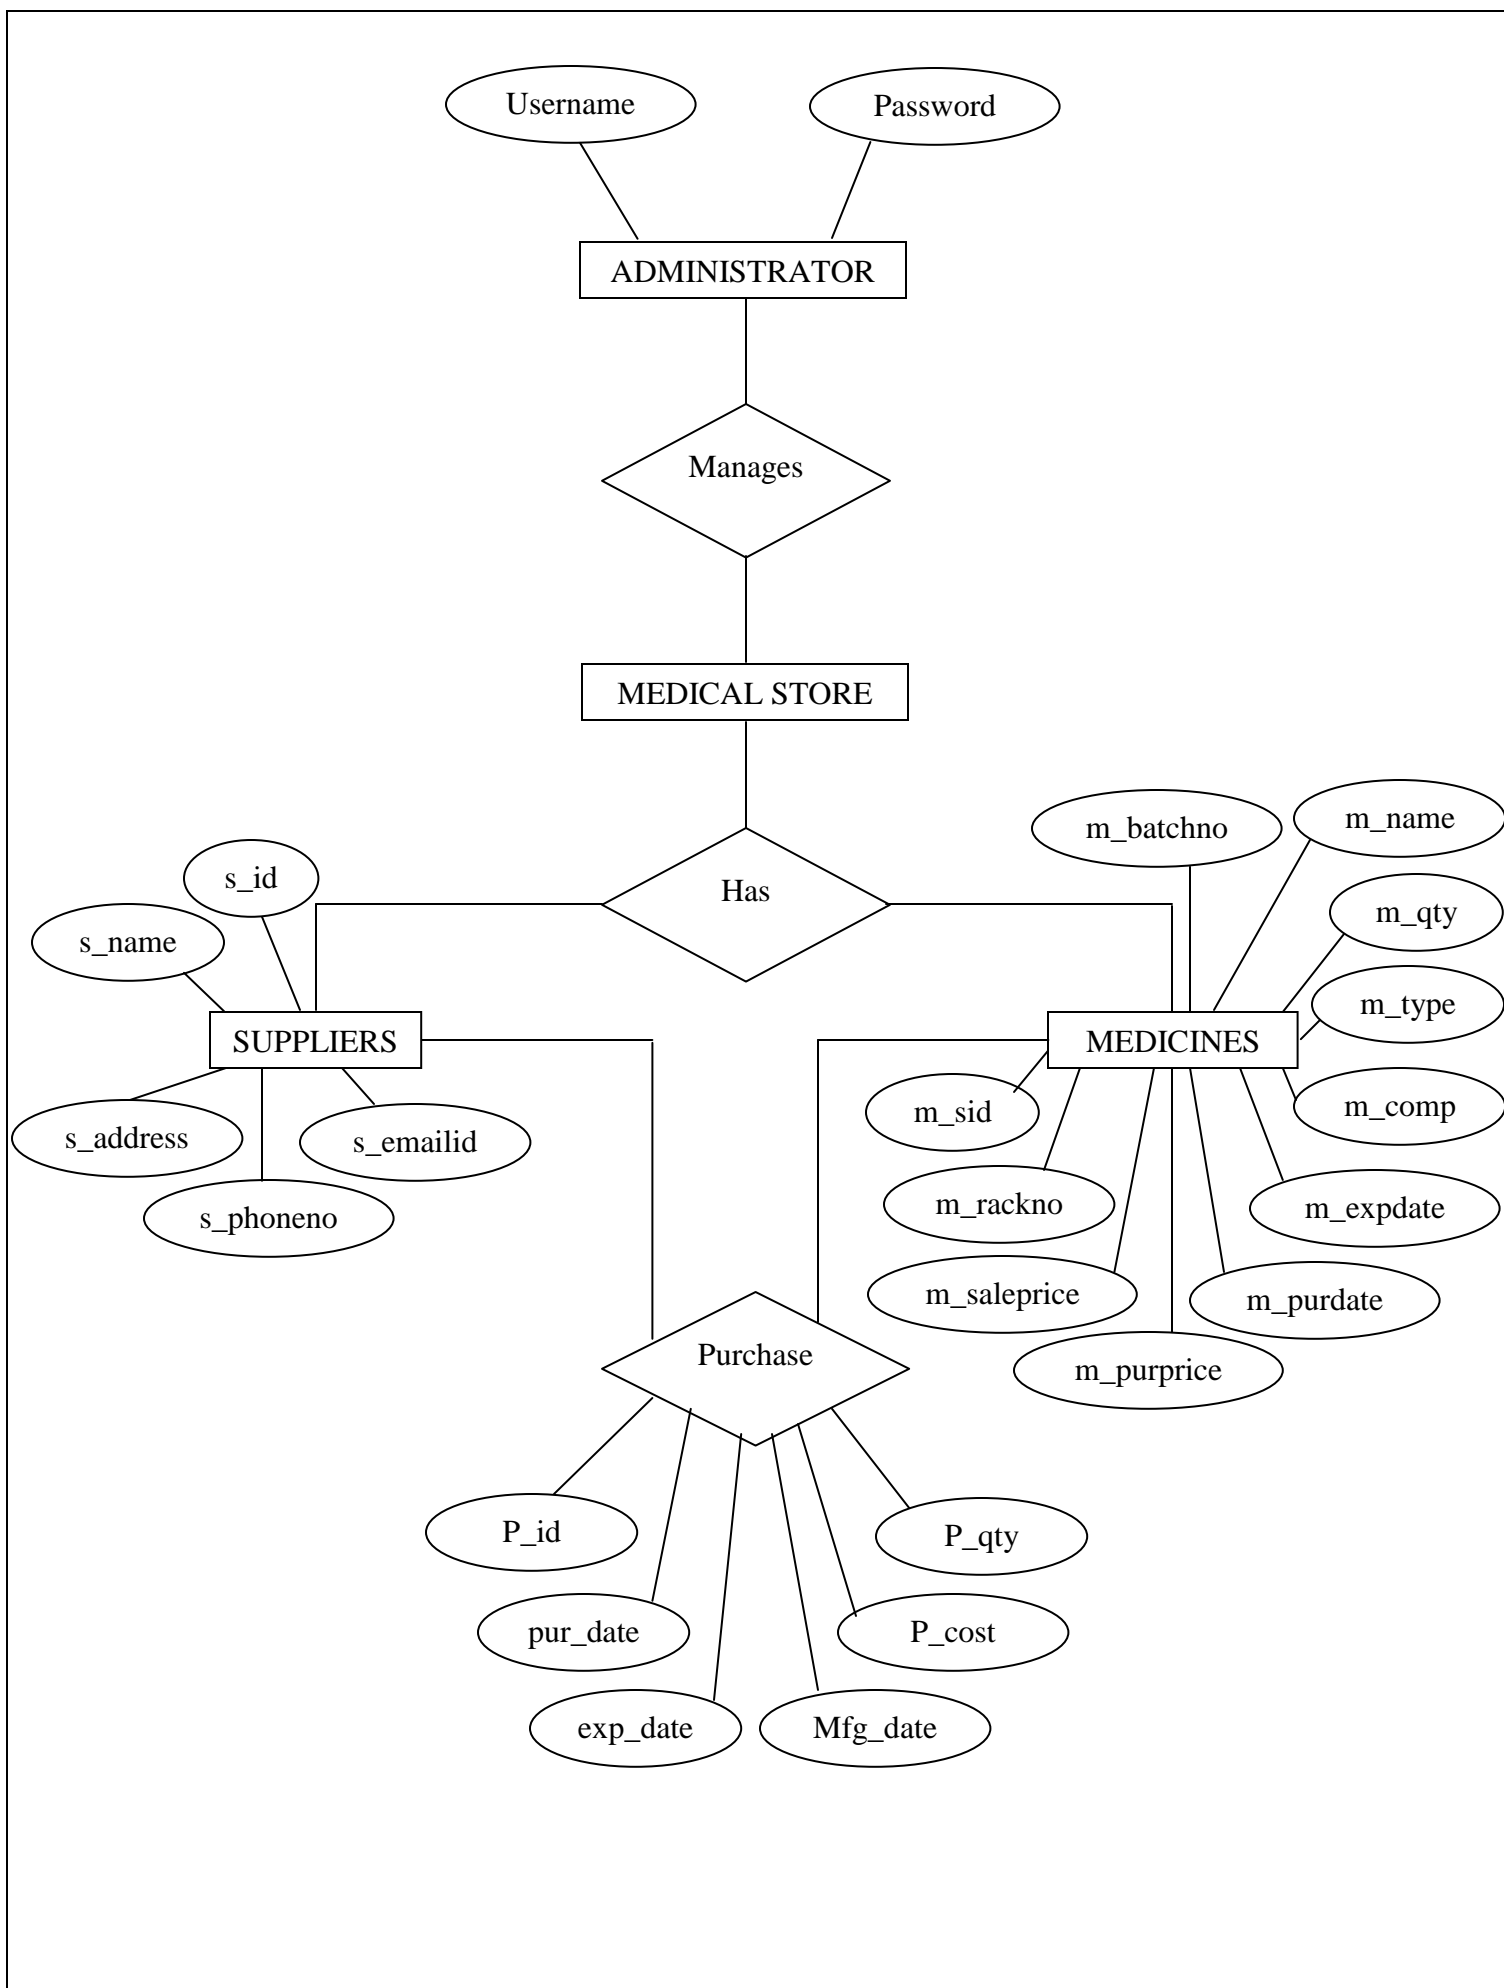 Username
Password
ADMINISTRATOR
Manages
MEDICAL STORE
m_batchno
m_name
s_id
Has
m_qty
s_name
m_type
SUPPLIERS
MEDICINES
m_sid
m_comp
s_address
s_emailid
m_rackno
m_expdate
s_phoneno
m_saleprice
m_purdate
Purchase
m_purprice
P_id
P_qty
pur_date
P_cost
exp_date
Mfg_date